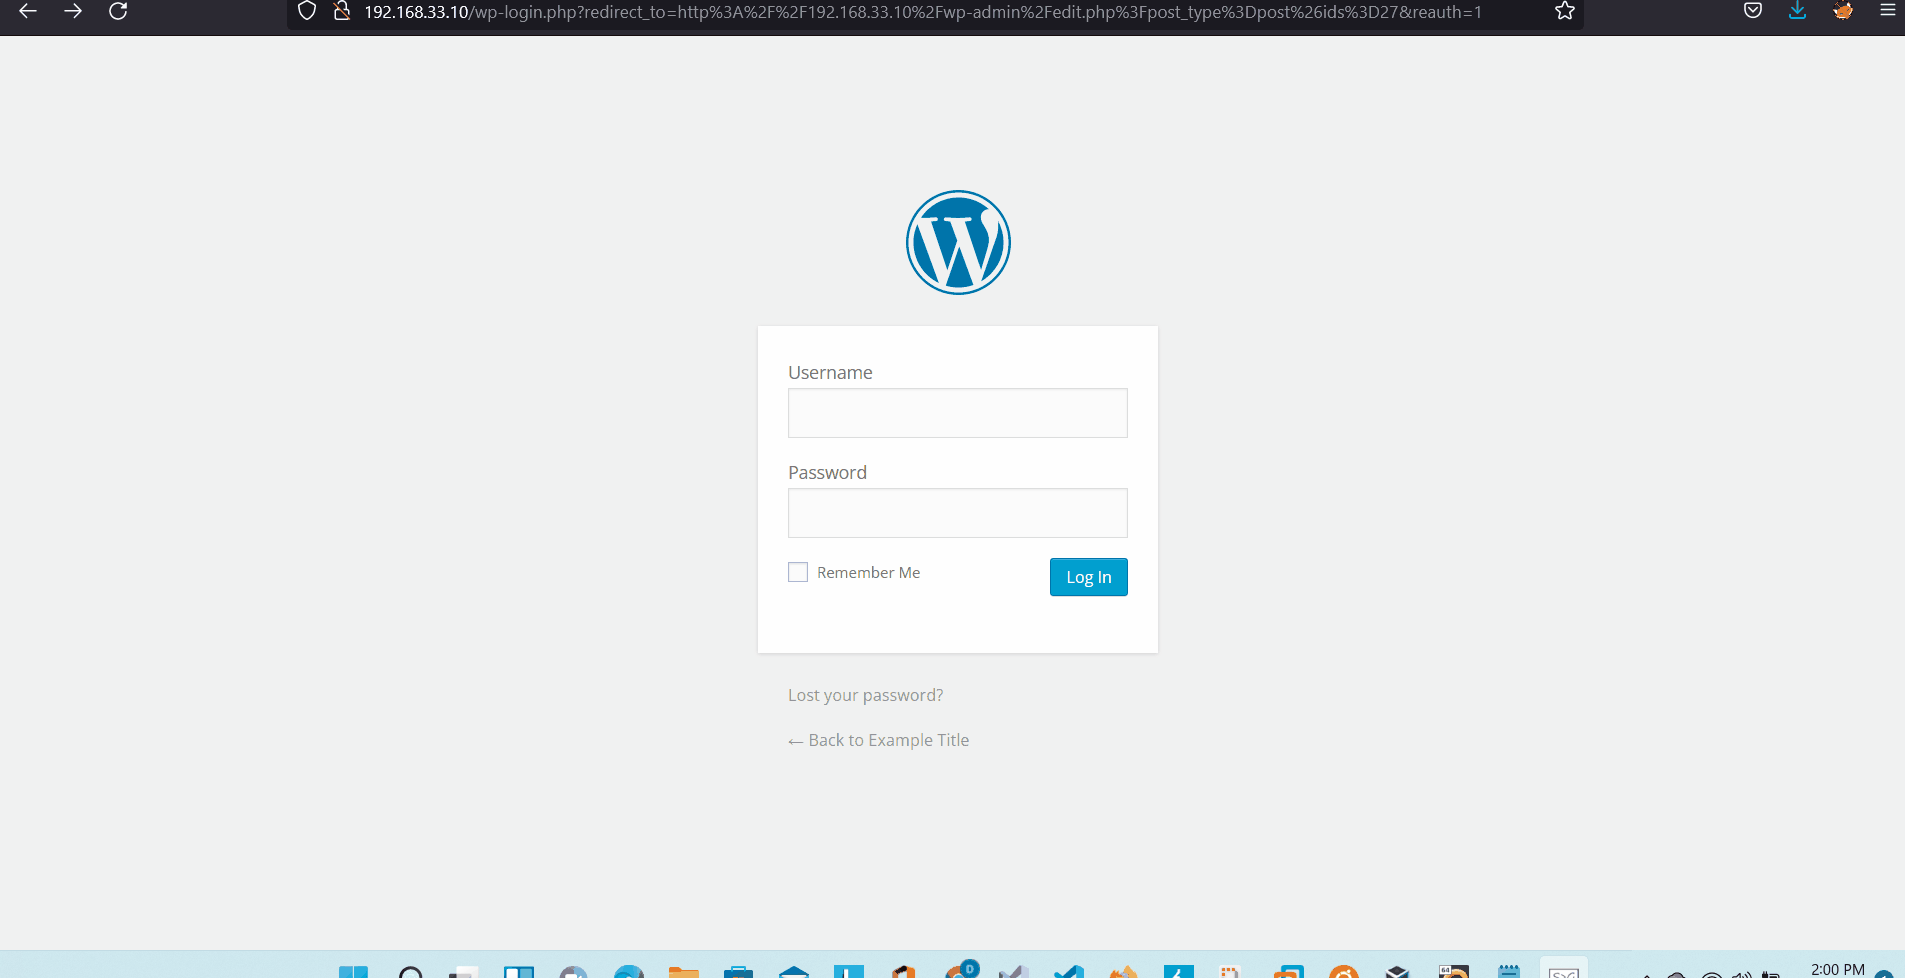 192.168.33.10/wp-login.php?redirect_to=http%3A%2F%2F192.168.33.10%2Fwp-admin%2Fedit.php%3Fpost_type%3Dpost%26ids%3D27&reauth=1
Username
Password
Remember Me
Log In
Lost your password?
← Back to Example Title
D
64
2:00 PM